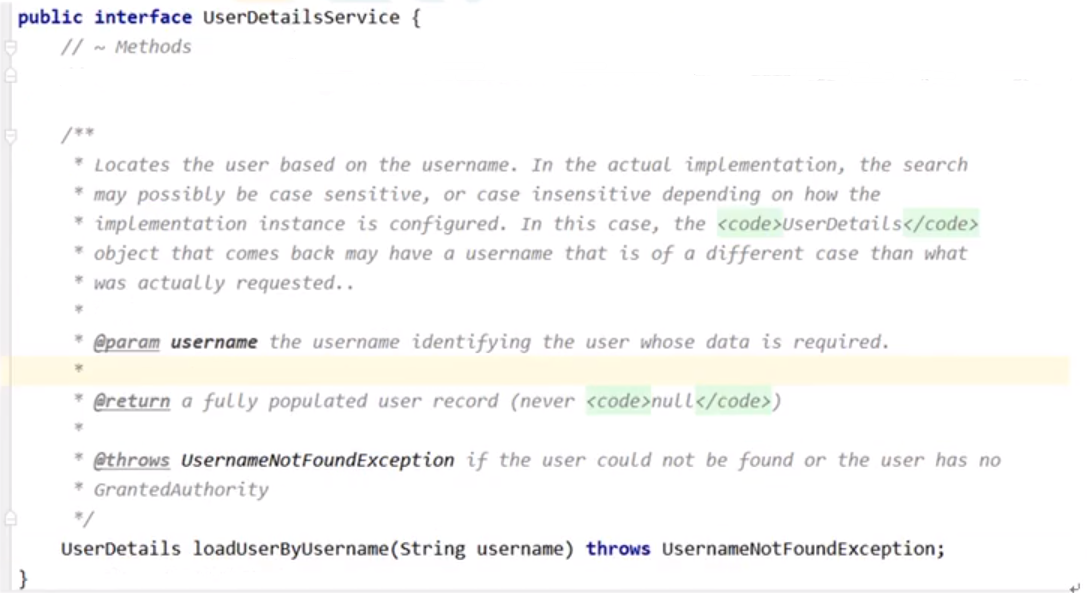 public interface UserDetailsService {
// ~ Methods
/**
* Locates the user based on the username. In the actual implementation, the search
* may possibly be case sensitive, or case insensitive depending on how the
* implementation instance is configured. In this case, the <code>UserDetails</code>
* object that comes back may have a username that is of a different case than what
* was actually requested..
*
* @param username the username identifying the user whose data is required.
*
* @return a fully populated user record (never <code>null</code>)
*
* @throws UsernameNotFoundException if the user could not be found or the user has no
* GrantedAuthority
*/
UserDetails loadUserByUsername(String username) throws UsernameNotFoundException;
}